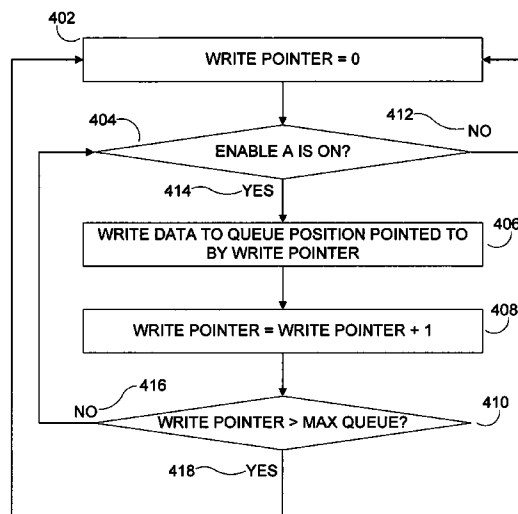 402
WRITE POINTER = 0
412
NO
404
ENABLE A IS ON?
414
YES
WRITE DATA TO QUEUE POSITION POINTED TO
BY WRITE POINTER
406
WRITE POINTER = WRITE POINTER + 1
408
416
NO
WRITE POINTER > MAX QUEUE?
410
418
YES